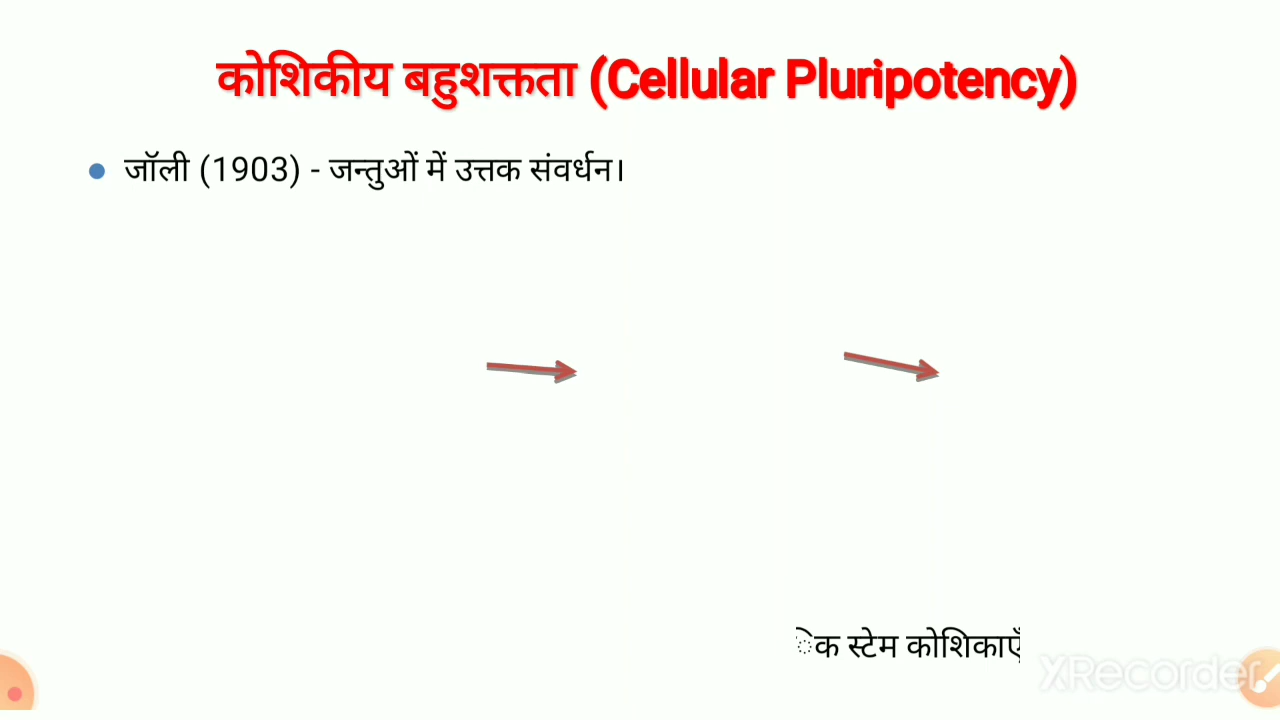 कोशिकीय बहुशक्तता (Cellular Pluripotency)
जॉली (1903) - जन्तुओं में उत्तक संवर्धन।
स्टेम कोशिकाएँ
XRecorder